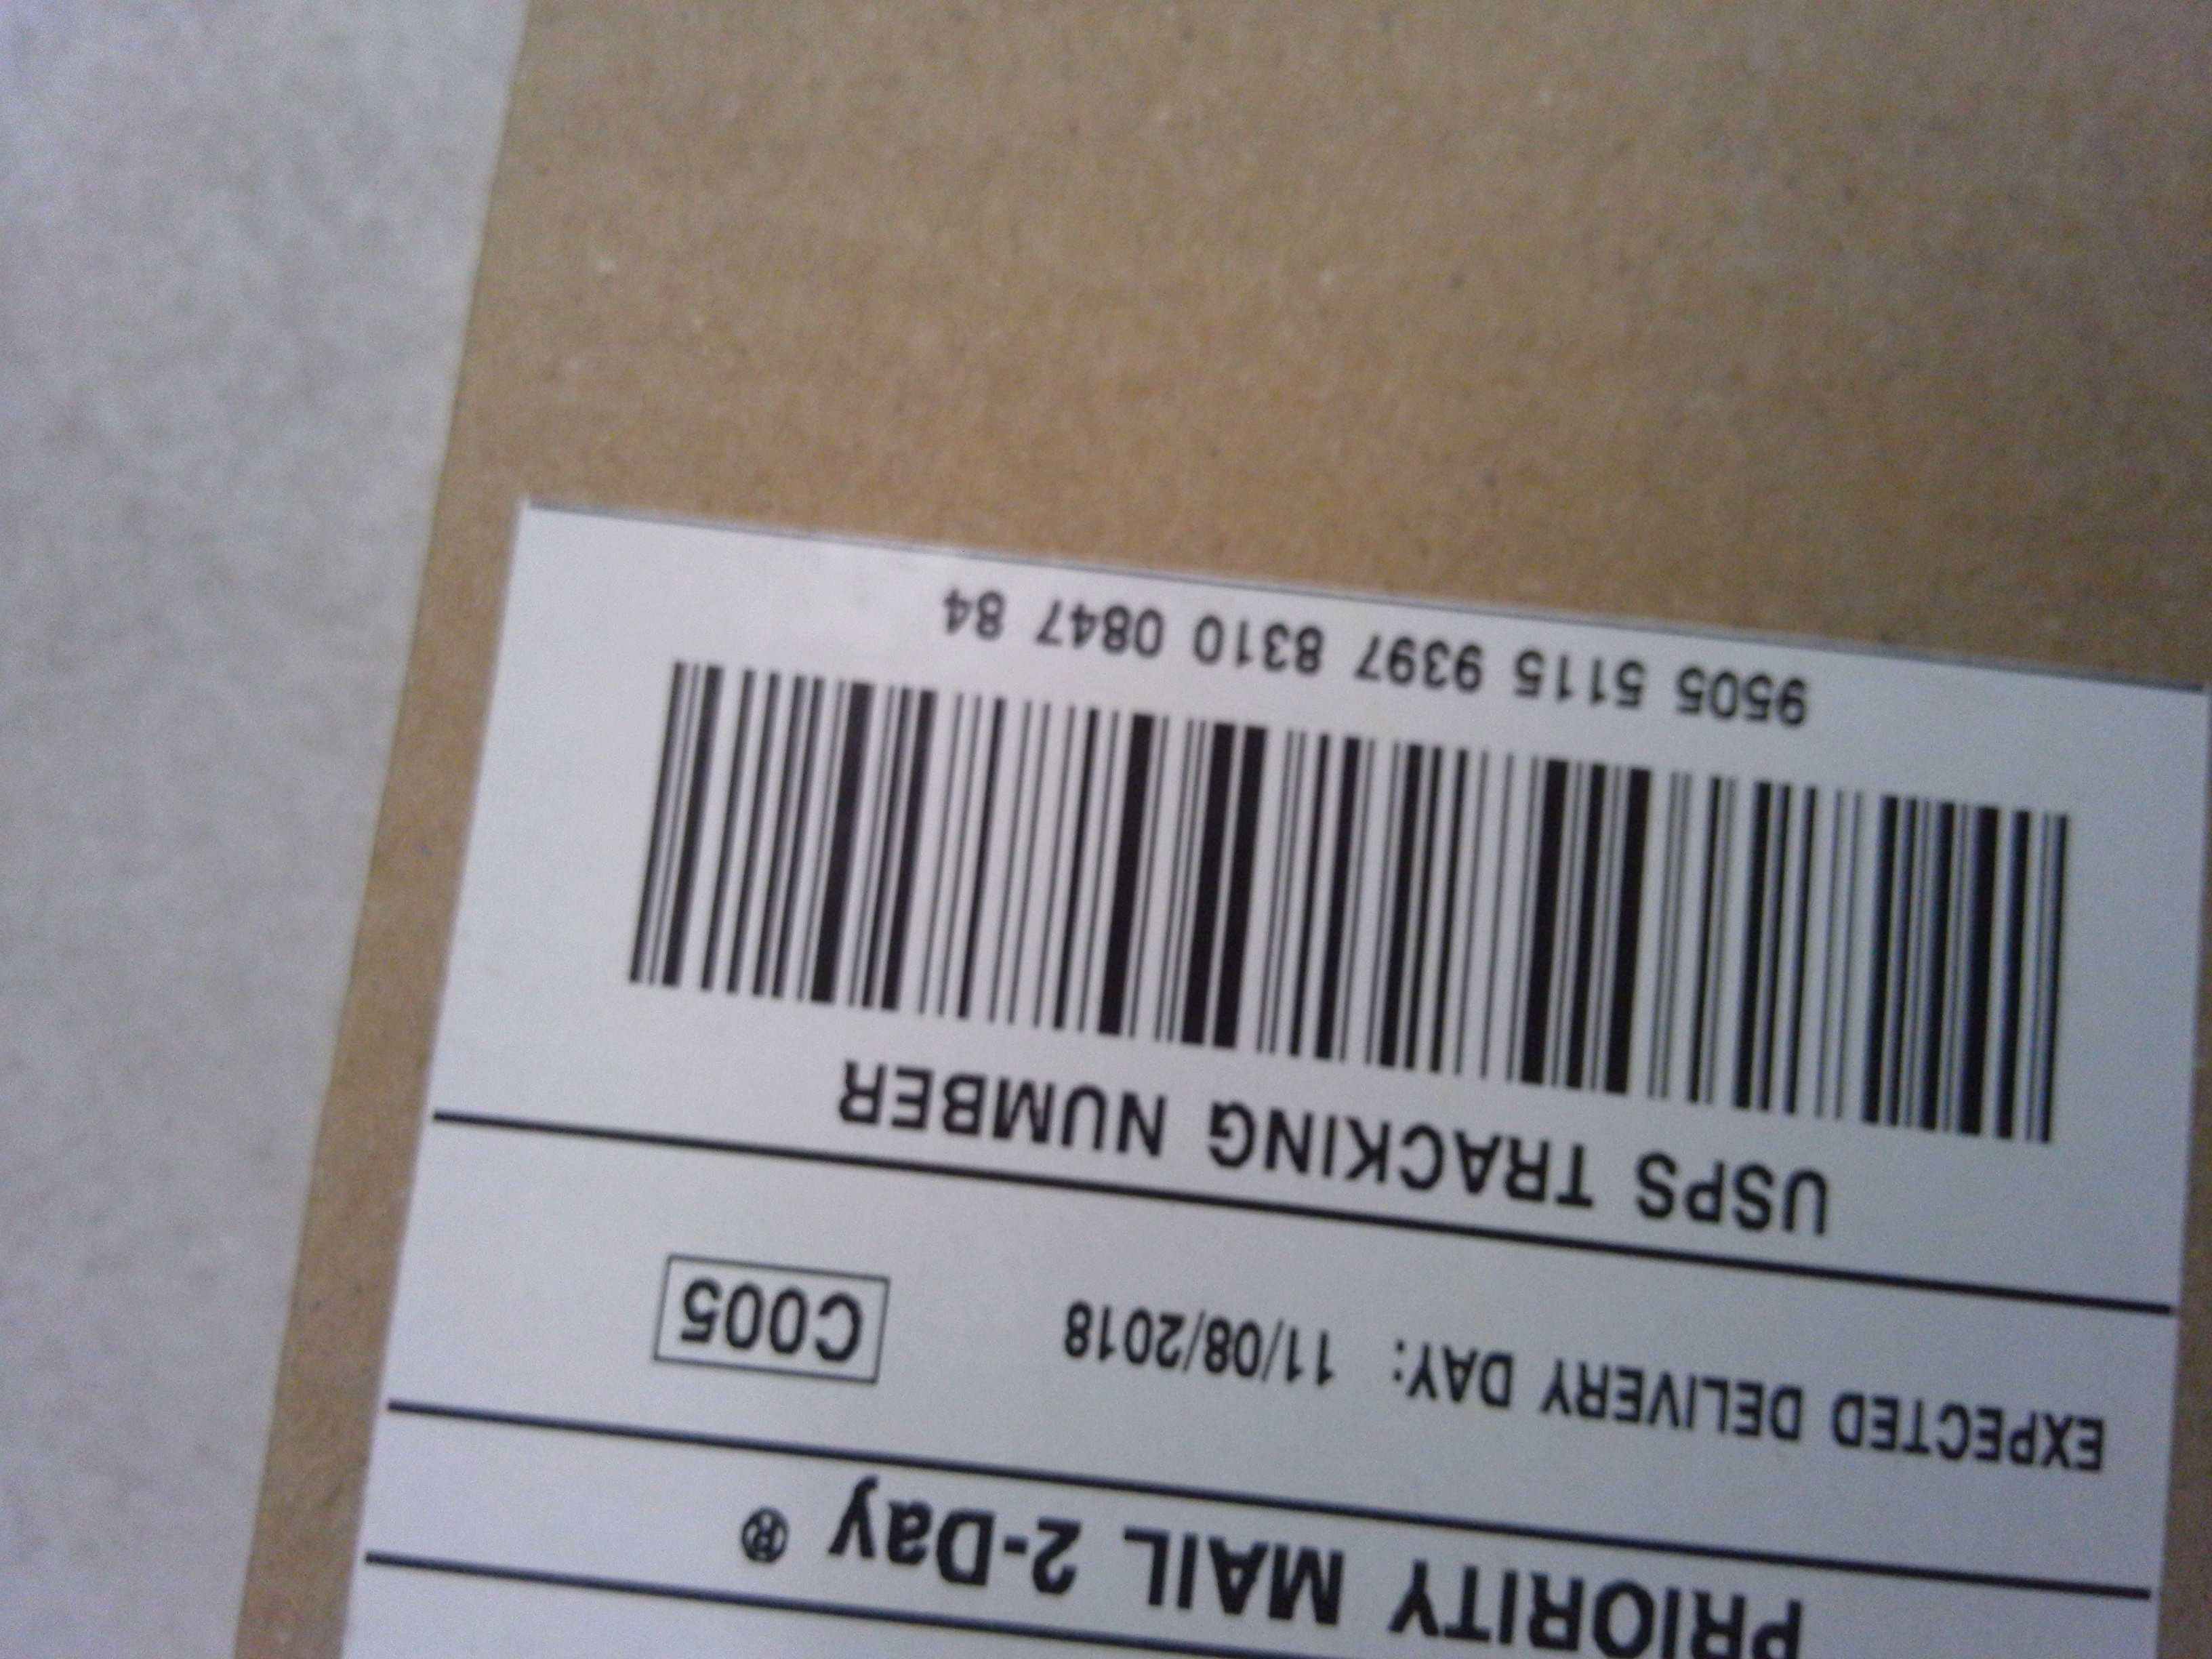 PRIORITY MAIL 2-Day ®
EXPECTED DELIVERY DAY: 11/08/2018
C005
USPS TRACKING NUMBER
9505 5115 9397 8310 0847 84